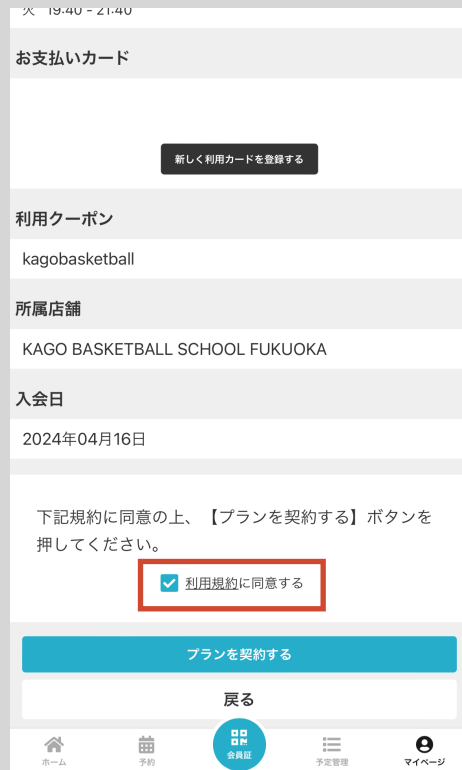 火 19:40 - 21:40
お支払いカード
新しく利用カードを登録する
利用クーポン
kagobasketball
所属店舗
KAGO BASKETBALL SCHOOL FUKUOKA
入会日
2024年04月16日
下記規約に同意の上、【プランを契約する】ボタンを
押してください。
利用規約に同意する
プランを契約する
戻る
ホーム
予約
会員証
予定管理
マイページ